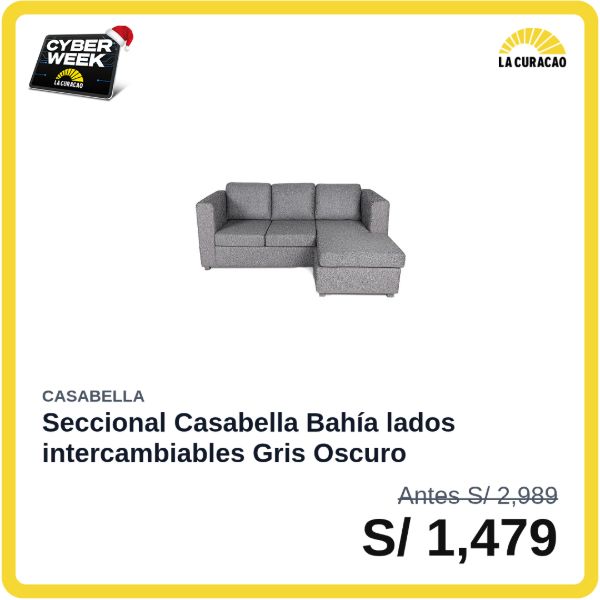 CYBER
WEEK
LA CURACAO
LA CURACAO
CASABELLA
Seccional Casabella Bahía lados
intercambiables Gris Oscuro
Antes S/ 2,989
S/ 1,479